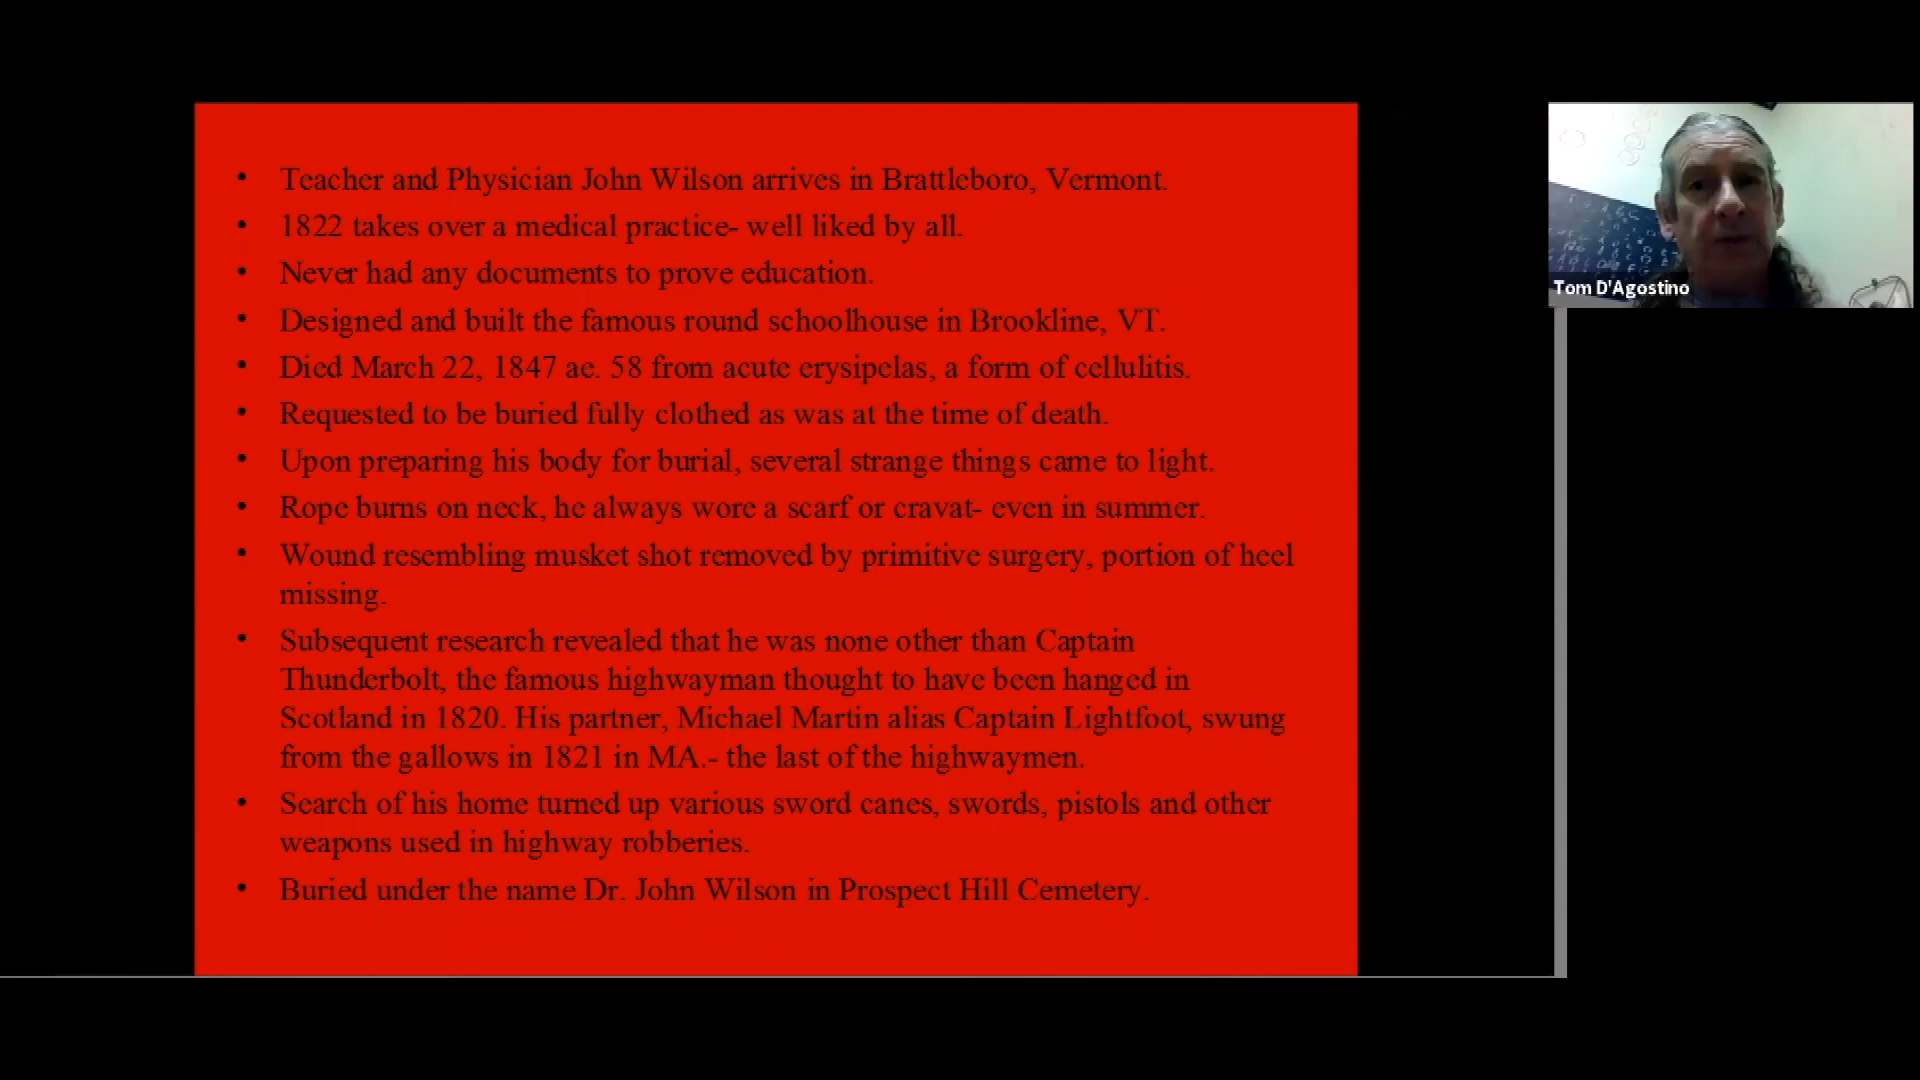 • Teacher and Physician John Wilson arrives in Brattleboro, Vermont.
• 1822 takes over a medical practice- well liked by all.
• Never had any documents to prove education.
• Designed and built the famous round schoolhouse in Brookline, VT.
• Died March 22, 1847 ae. 58 from acute erysipelas, a form of cellulitis.
• Requested to be buried fully clothed as was at the time of death.
• Upon preparing his body for burial, several strange things came to light.
• Rope burns on neck, he always wore a scarf or cravat- even in summer.
• Wound resembling musket shot removed by primitive surgery, portion of heel
missing.
• Subsequent research revealed that he was none other than Captain
Thunderbolt, the famous highwayman thought to have been hanged in
Scotland in 1820. His partner, Michael Martin alias Captain Lightfoot, swung
from the gallows in 1821 in MA.- the last of the highwaymen.
• Search of his home turned up various sword canes, swords, pistols and other
weapons used in highway robberies.
• Buried under the name Dr. John Wilson in Prospect Hill Cemetery.
Tom D'Agostino